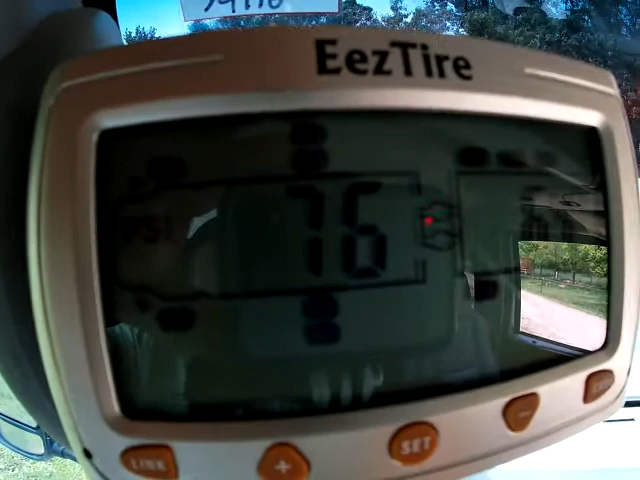 EezTire
PSI
76
LINK
+
SET
-